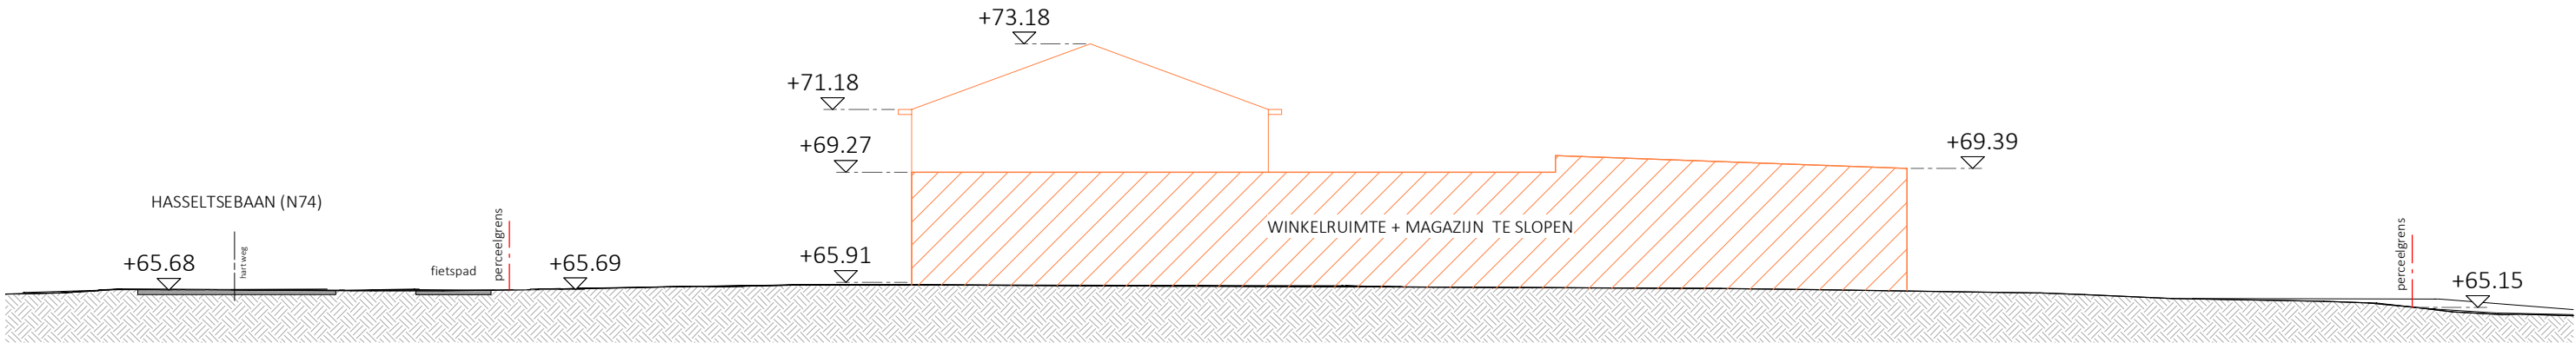 +73.18
+71.18
+69.27
+69.39
HASSELTSEBAAN (N74)
perceelgrens
perceelgrens
WINKELRUIMTE + MAGAZIJN TE SLOPEN
hart weg
+65.68
fietspad
+65.69
+65.91
+65.15